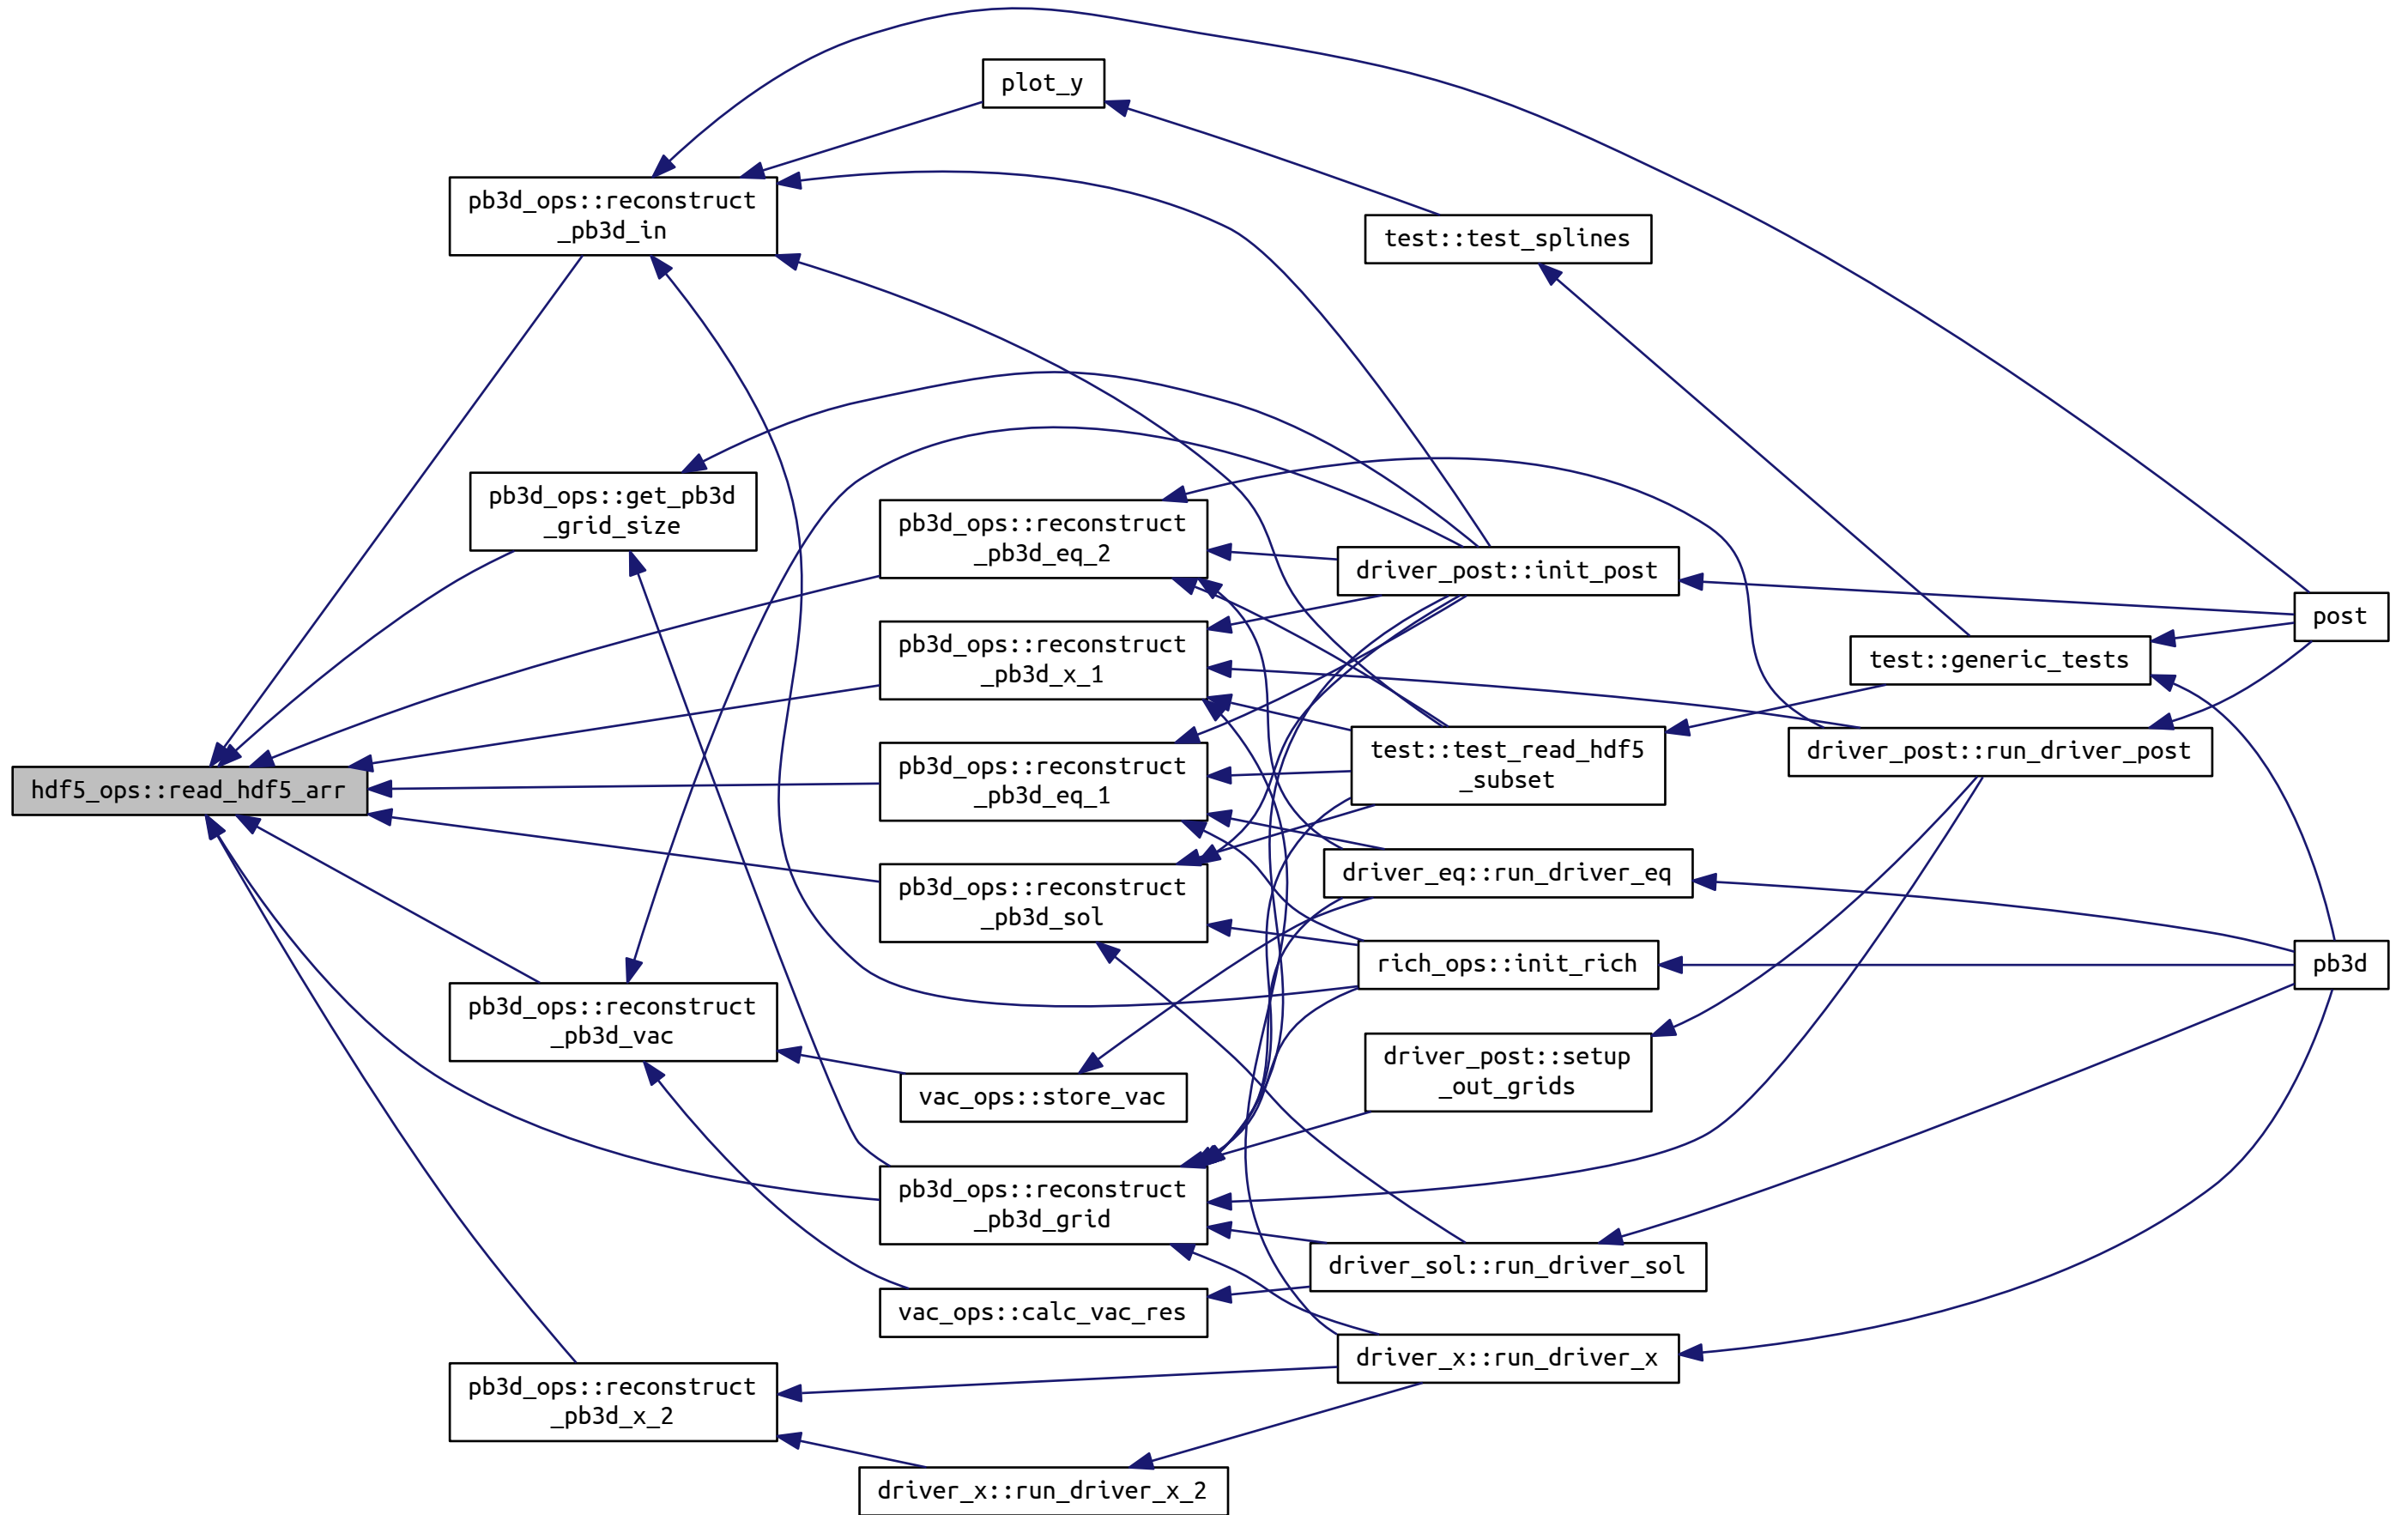 plot_y
pb3d_ops::reconstruct
_pb3d_in
test::test_splines
pb3d_ops::get_pb3d
_grid_size
pb3d_ops::reconstruct
_pb3d_eq_2
driver_post::init_post
post
pb3d_ops::reconstruct
_pb3d_x_1
test::generic_tests
hdf5_ops::read_hdf5_arr
pb3d_ops::reconstruct
_pb3d_eq_1
test::test_read_hdf5
_subset
driver_post::run_driver_post
pb3d_ops::reconstruct
_pb3d_sol
driver_eq::run_driver_eq
rich_ops::init_rich
pb3d
pb3d_ops::reconstruct
_pb3d_vac
vac_ops::store_vac
driver_post::setup
_out_grids
pb3d_ops::reconstruct
_pb3d_grid
driver_sol::run_driver_sol
vac_ops::calc_vac_res
driver_x::run_driver_x
pb3d_ops::reconstruct
_pb3d_x_2
driver_x::run_driver_x_2